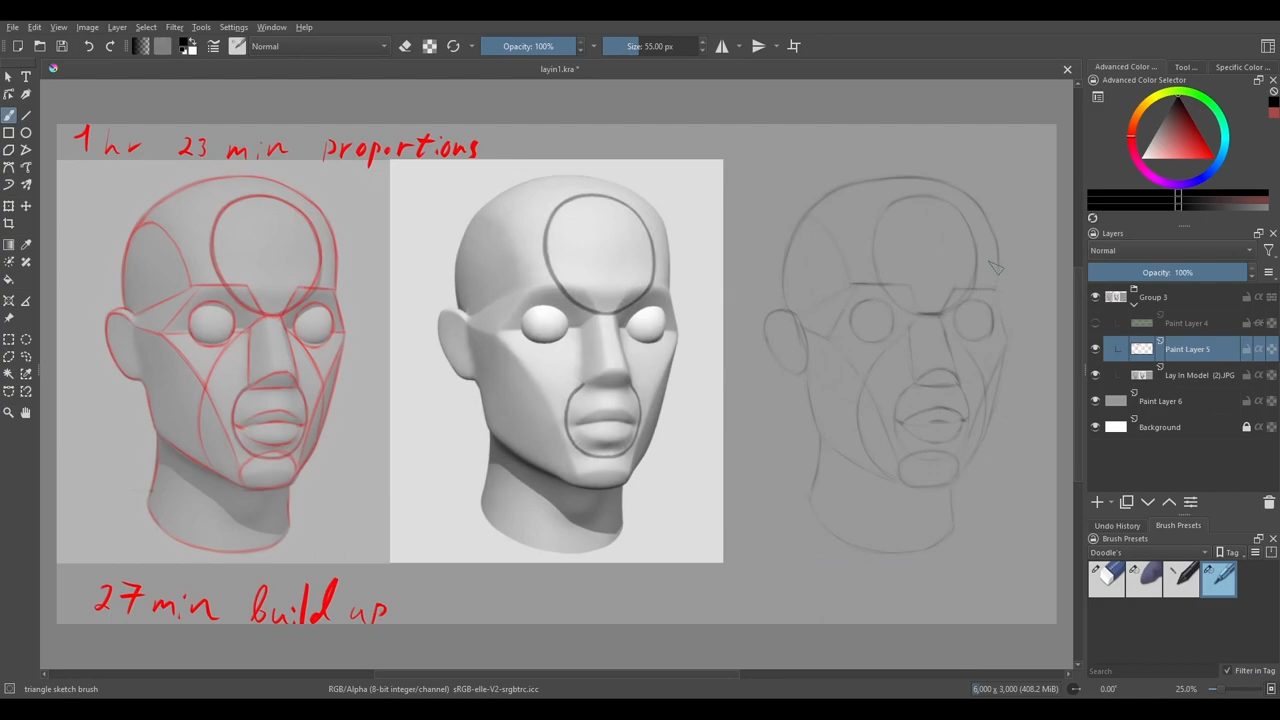 File Edit View Image Layer Select Filter Tools Settings Window Help
Normal Opacity: 100% Size: 55.00 px
layin1.kra *
Advanced Color ... Tool ... Specific Color ...
Advanced Color Selector
1 hr 23 min proportions
27 min build up
Layers
Normal
Opacity: 100%
Group 3
Paint Layer 4
Paint Layer 5
Lay In Model (2).JPG
Paint Layer 6
Background
Undo History Brush Presets
Brush Presets
Doodle's Tag
Search Filter in Tag
triangle sketch brush RGB/Alpha (8-bit integer/channel) sRGB-elle-V2-srgbtrc.icc 6,000 x 3,000 (408.2 MiB) 0.00° 25.0%